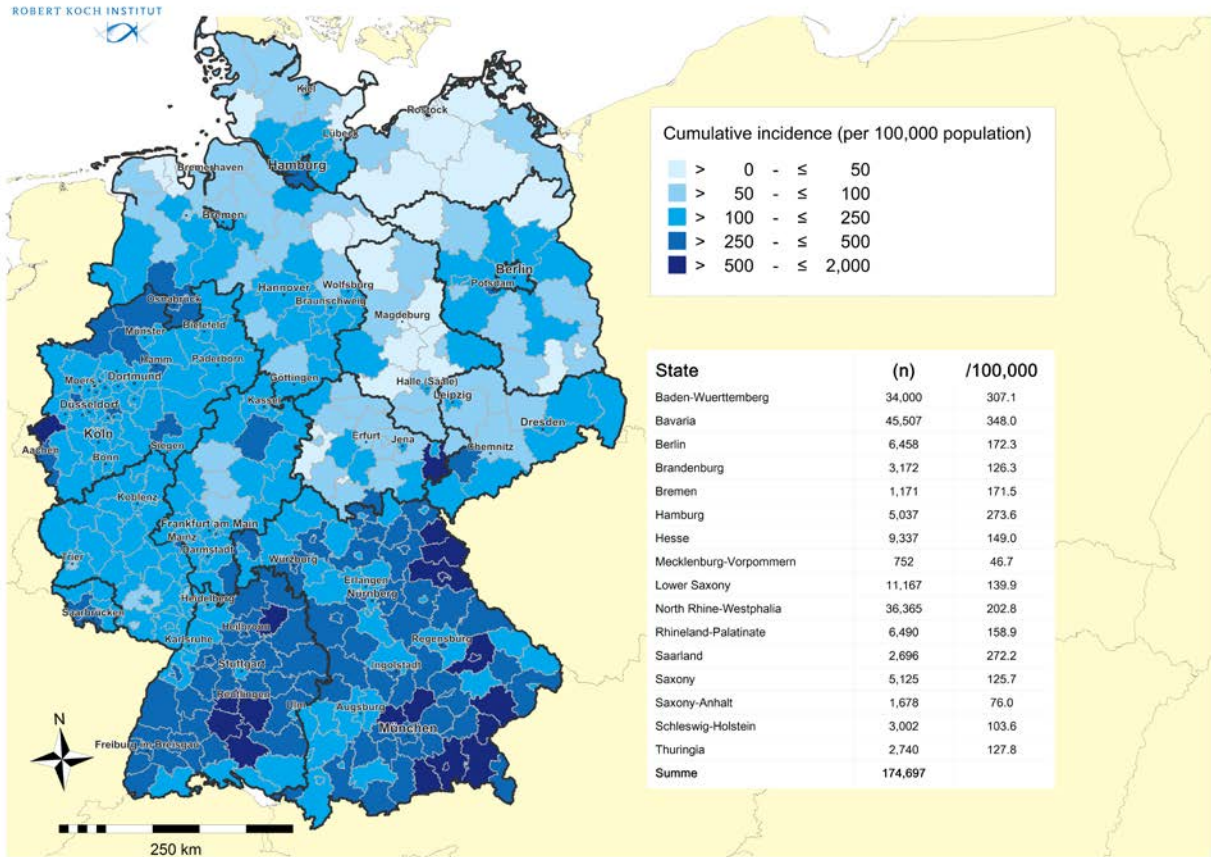 ROBERT KOCH INSTITUT
Kiel
Rostock
Lübeck
Hamburg
Bremerhaven
Bremen
Berlin
Potsdam
Wolfsburg
Hannover
Braunschweig
Osnabrück
Magdeburg
Bielefeld
Münster
Hamm
Paderborn
Moers
Dortmund
Göttingen
Halle (Saale)
Leipzig
Düsseldorf
Kassel
Köln
Erfurt
Jena
Dresden
Aachen
Siegen
Chemnitz
Bonn
Koblenz
Frankfurt am Main
Mainz
Trier
Darmstadt
Würzburg
Erlangen
Nürnberg
Heidelberg
Saarbrücken
Heilbronn
Karlsruhe
Regensburg
Stuttgart
Ingolstadt
Reutlingen
Ulm
Augsburg
München
Freiburg im Breisgau
N
250 km
Cumulative incidence (per 100,000 population)
> 0 - ≤ 50
> 50 - ≤ 100
> 100 - ≤ 250
> 250 - ≤ 500
> 500 - ≤ 2,000
State (n) /100,000
Baden-Wuerttemberg 34,000 307.1
Bavaria 45,507 348.0
Berlin 6,458 172.3
Brandenburg 3,172 126.3
Bremen 1,171 171.5
Hamburg 5,037 273.6
Hesse 9,337 149.0
Mecklenburg-Vorpommern 752 46.7
Lower Saxony 11,167 139.9
North Rhine-Westphalia 36,365 202.8
Rhineland-Palatinate 6,490 158.9
Saarland 2,696 272.2
Saxony 5,125 125.7
Saxony-Anhalt 1,678 76.0
Schleswig-Holstein 3,002 103.6
Thuringia 2,740 127.8
Summe 174,697